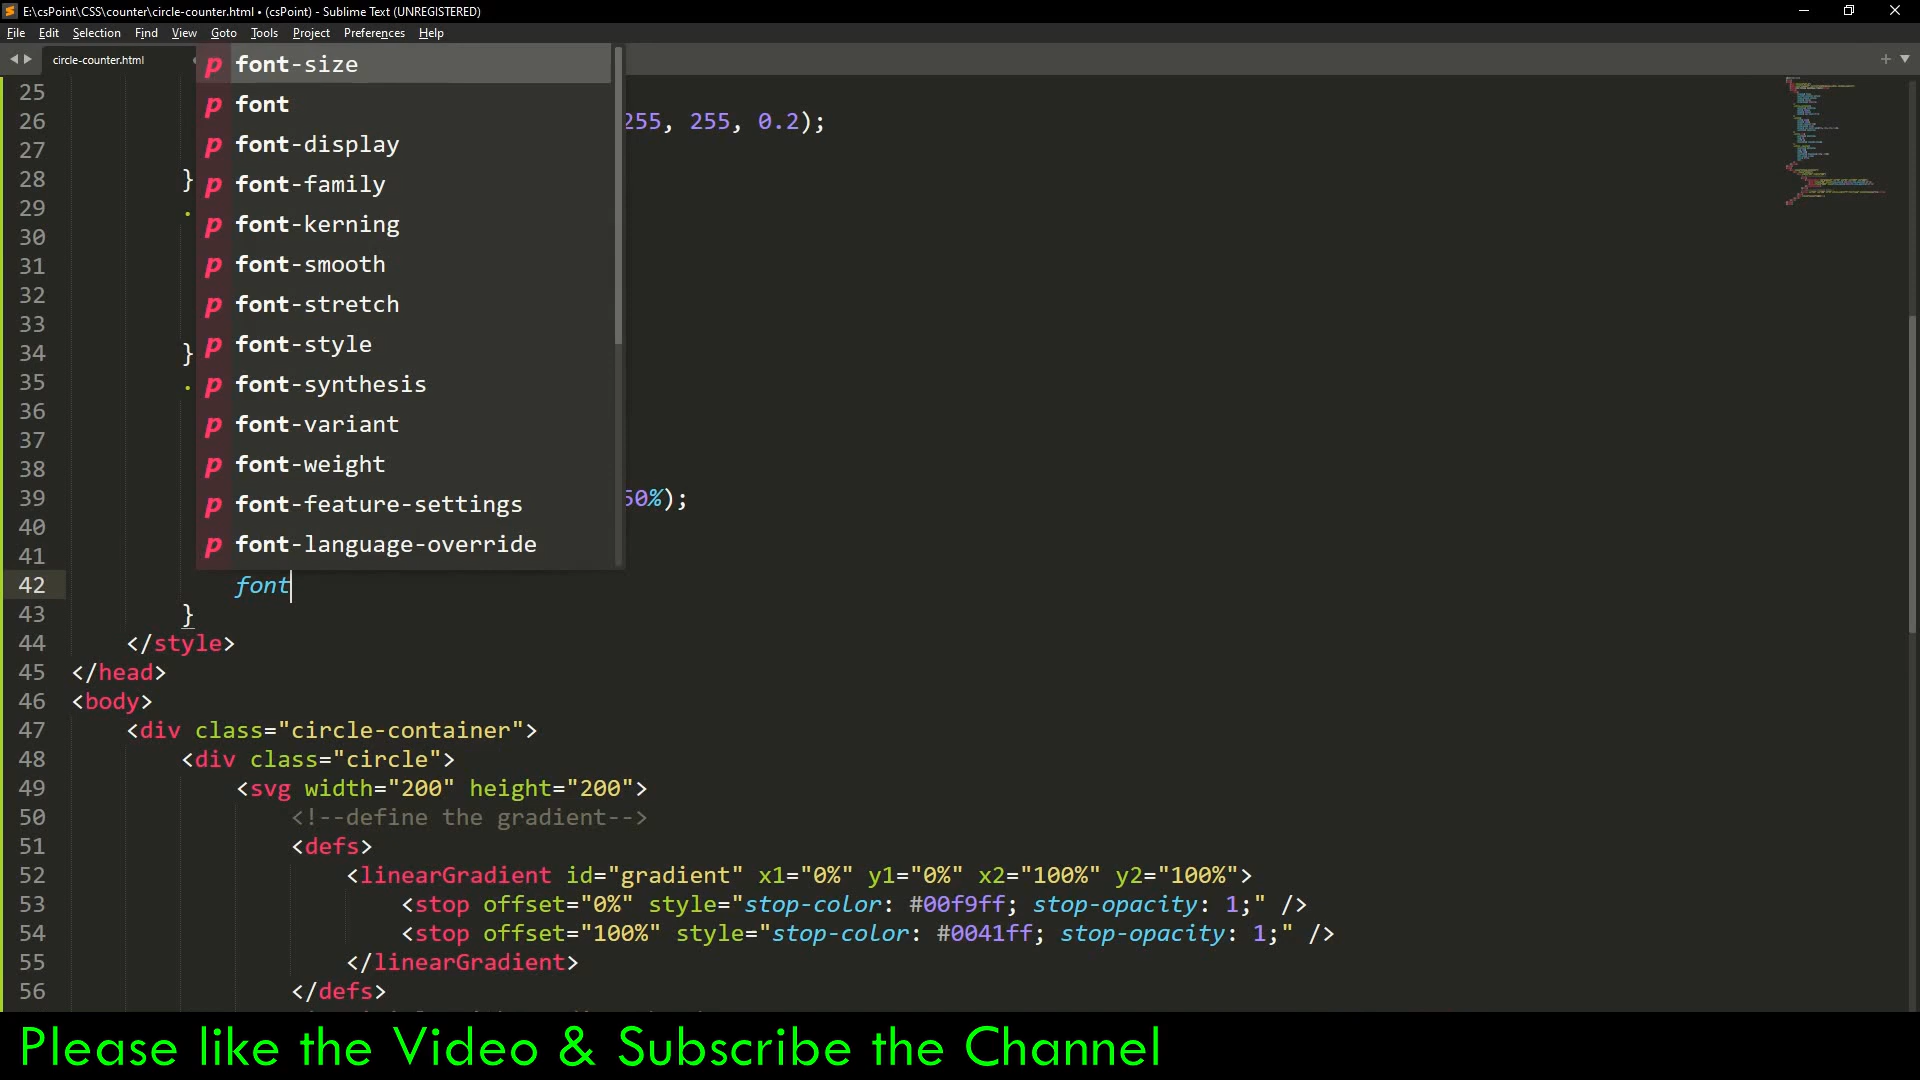 E:\csPoint\CSS\counter\circle-counter.html • (csPoint) - Sublime Text (UNREGISTERED)
File Edit Selection Find View Goto Tools Project Preferences Help
circle-counter.html
p font-size
p font
p font-display
p font-family
p font-kerning
p font-smooth
p font-stretch
p font-style
p font-synthesis
p font-variant
p font-weight
p font-feature-settings
p font-language-override
25
26 255, 255, 0.2);
27
28 }
29 .
30
31
32
33
34 }
35 .
36
37
38
39 50%);
40
41
42 font
43 }
44 </style>
45 </head>
46 <body>
47 <div class="circle-container">
48 <div class="circle">
49 <svg width="200" height="200">
50 <!--define the gradient-->
51 <defs>
52 <linearGradient id="gradient" x1="0%" y1="0%" x2="100%" y2="100%">
53 <stop offset="0%" style="stop-color: #00f9ff; stop-opacity: 1;" />
54 <stop offset="100%" style="stop-color: #0041ff; stop-opacity: 1;" />
55 </linearGradient>
56 </defs>
Please like the Video & Subscribe the Channel